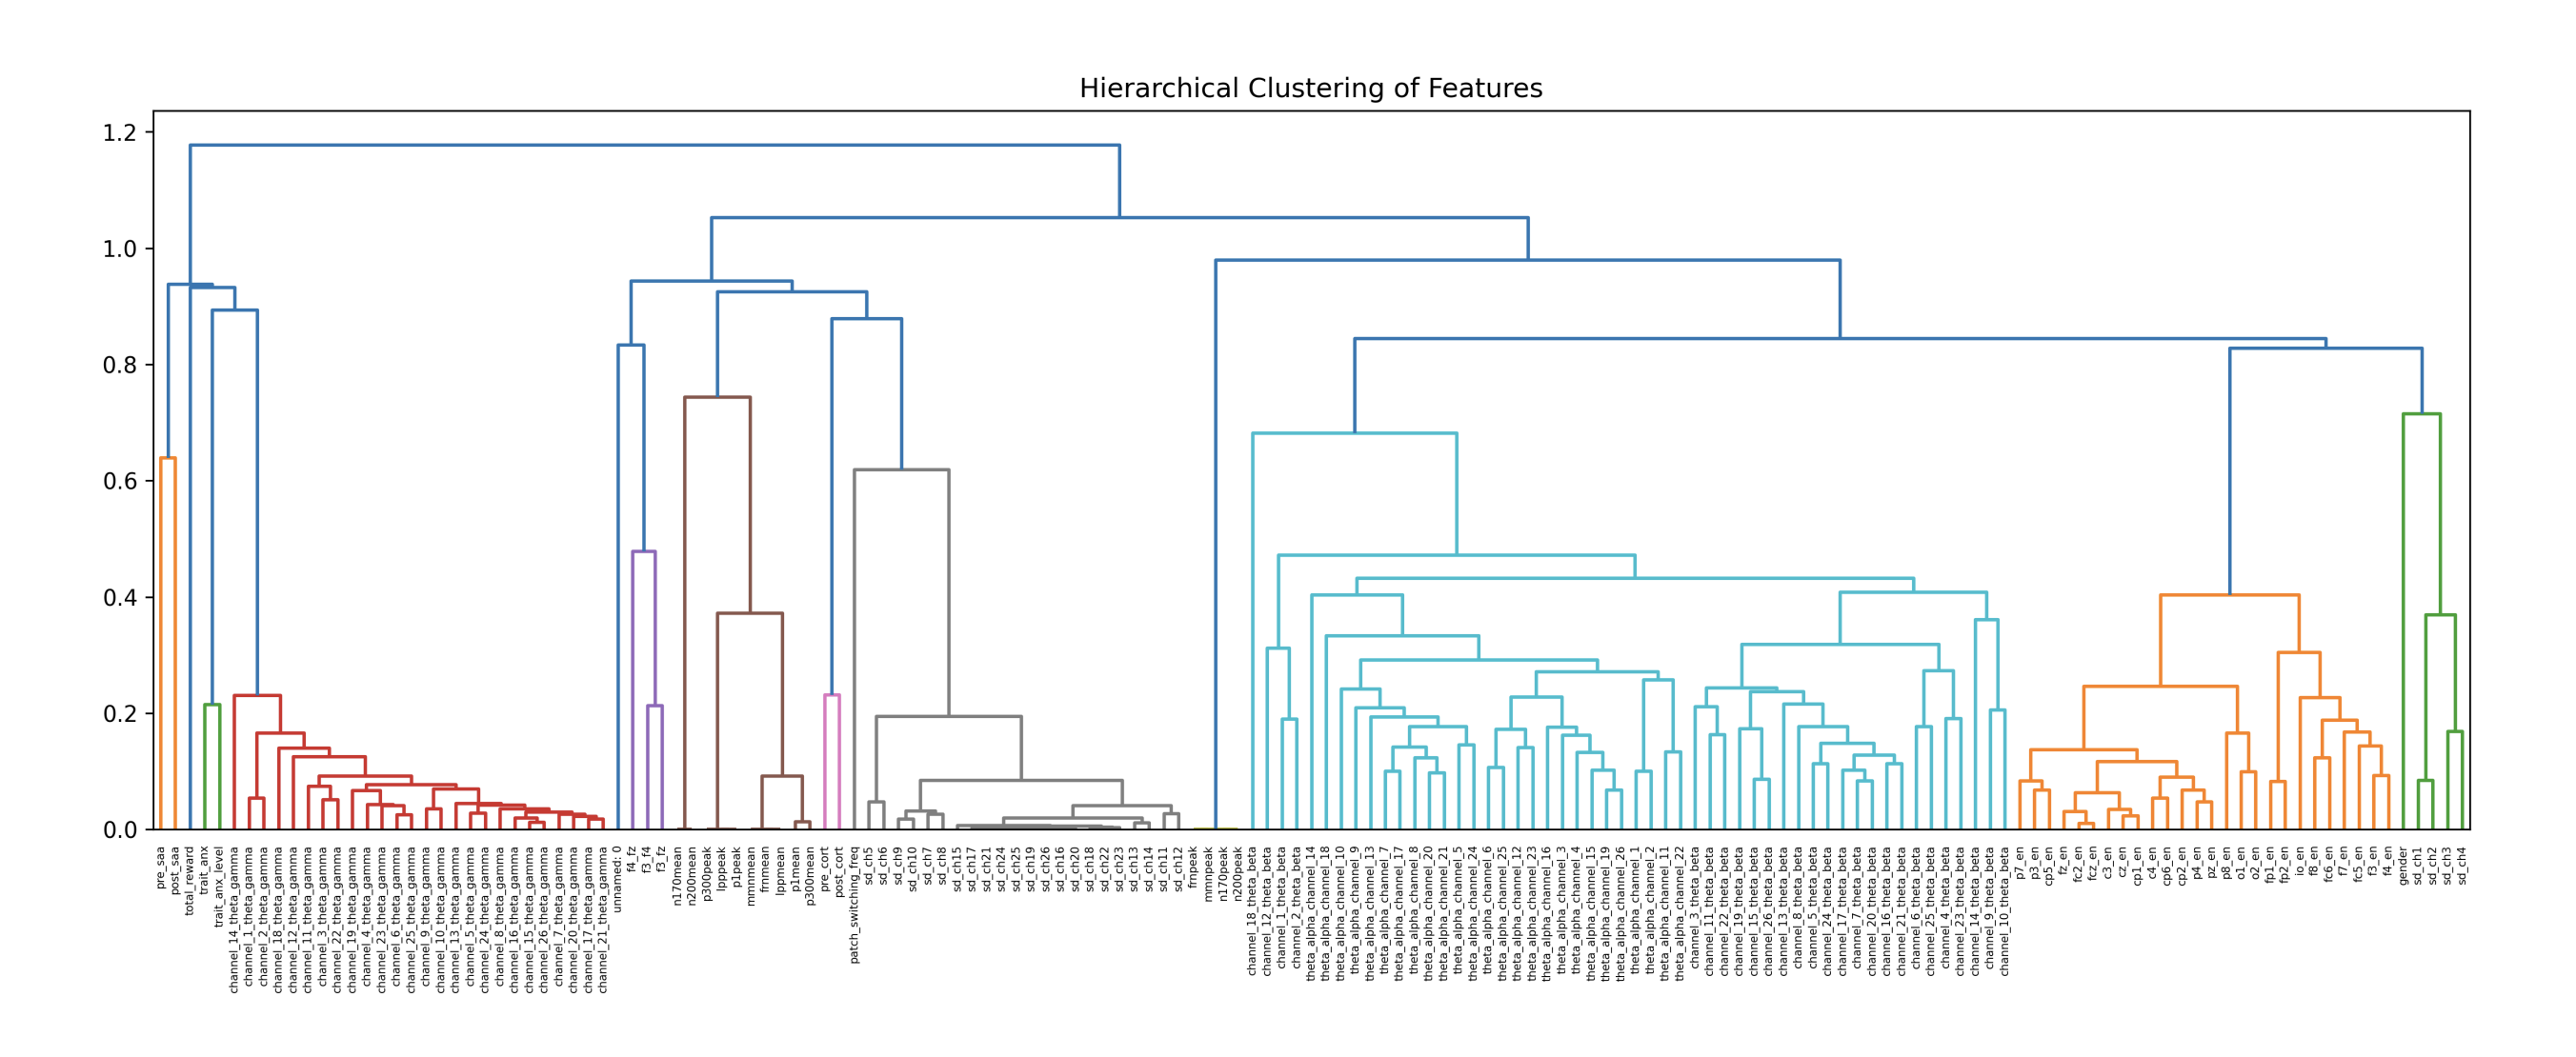 Hierarchical Clustering of Features
1.2
1.0
0.8
0.6
0.4
0.2
0.0
pre_saa
post_saa
total_reward
trait_anx
trait_anx_level
channel_14_theta_gamma
channel_1_theta_gamma
channel_2_theta_gamma
channel_18_theta_gamma
channel_12_theta_gamma
channel_11_theta_gamma
channel_3_theta_gamma
channel_22_theta_gamma
channel_19_theta_gamma
channel_4_theta_gamma
channel_23_theta_gamma
channel_6_theta_gamma
channel_25_theta_gamma
channel_9_theta_gamma
channel_10_theta_gamma
channel_13_theta_gamma
channel_5_theta_gamma
channel_24_theta_gamma
channel_8_theta_gamma
channel_16_theta_gamma
channel_15_theta_gamma
channel_26_theta_gamma
channel_7_theta_gamma
channel_20_theta_gamma
channel_17_theta_gamma
channel_21_theta_gamma
unnamed: 0
f4_fz
f3_f4
f3_fz
n170mean
n200mean
p300peak
lpppeak
p1peak
mmnmean
frnmean
lppmean
p1mean
p300mean
pre_cort
post_cort
patch_switching_freq
sd_ch5
sd_ch6
sd_ch9
sd_ch10
sd_ch7
sd_ch8
sd_ch15
sd_ch17
sd_ch21
sd_ch24
sd_ch25
sd_ch19
sd_ch26
sd_ch16
sd_ch20
sd_ch18
sd_ch22
sd_ch23
sd_ch13
sd_ch14
sd_ch11
sd_ch12
frnpeak
mmnpeak
n170peak
n200peak
channel_18_theta_beta
channel_12_theta_beta
channel_1_theta_beta
channel_2_theta_beta
theta_alpha_channel_14
theta_alpha_channel_18
theta_alpha_channel_10
theta_alpha_channel_9
theta_alpha_channel_13
theta_alpha_channel_7
theta_alpha_channel_17
theta_alpha_channel_8
theta_alpha_channel_20
theta_alpha_channel_21
theta_alpha_channel_5
theta_alpha_channel_24
theta_alpha_channel_6
theta_alpha_channel_25
theta_alpha_channel_12
theta_alpha_channel_23
theta_alpha_channel_16
theta_alpha_channel_3
theta_alpha_channel_4
theta_alpha_channel_15
theta_alpha_channel_19
theta_alpha_channel_26
theta_alpha_channel_1
theta_alpha_channel_2
theta_alpha_channel_11
theta_alpha_channel_22
channel_3_theta_beta
channel_11_theta_beta
channel_22_theta_beta
channel_19_theta_beta
channel_15_theta_beta
channel_26_theta_beta
channel_13_theta_beta
channel_8_theta_beta
channel_5_theta_beta
channel_24_theta_beta
channel_17_theta_beta
channel_7_theta_beta
channel_20_theta_beta
channel_16_theta_beta
channel_21_theta_beta
channel_6_theta_beta
channel_25_theta_beta
channel_4_theta_beta
channel_23_theta_beta
channel_14_theta_beta
channel_9_theta_beta
channel_10_theta_beta
p7_en
p3_en
cp5_en
fz_en
fc2_en
fcz_en
c3_en
cz_en
cp1_en
c4_en
cp6_en
cp2_en
p4_en
pz_en
p8_en
o1_en
o2_en
fp1_en
fp2_en
io_en
f8_en
fc6_en
f7_en
fc5_en
f3_en
f4_en
gender
sd_ch1
sd_ch2
sd_ch3
sd_ch4